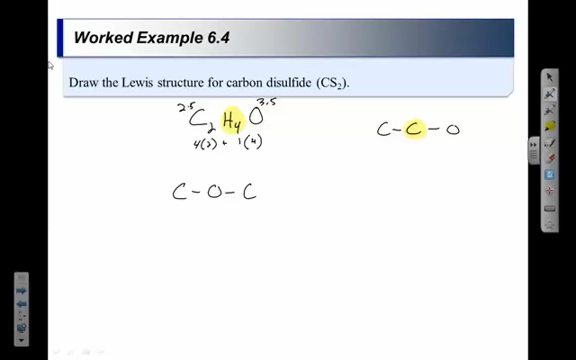 Worked Example 6.4
Draw the Lewis structure for carbon disulfide (CS₂).
2.5 3.5
C₂H₄O
4(2) + 1(4)
C-C-O
C-O-C